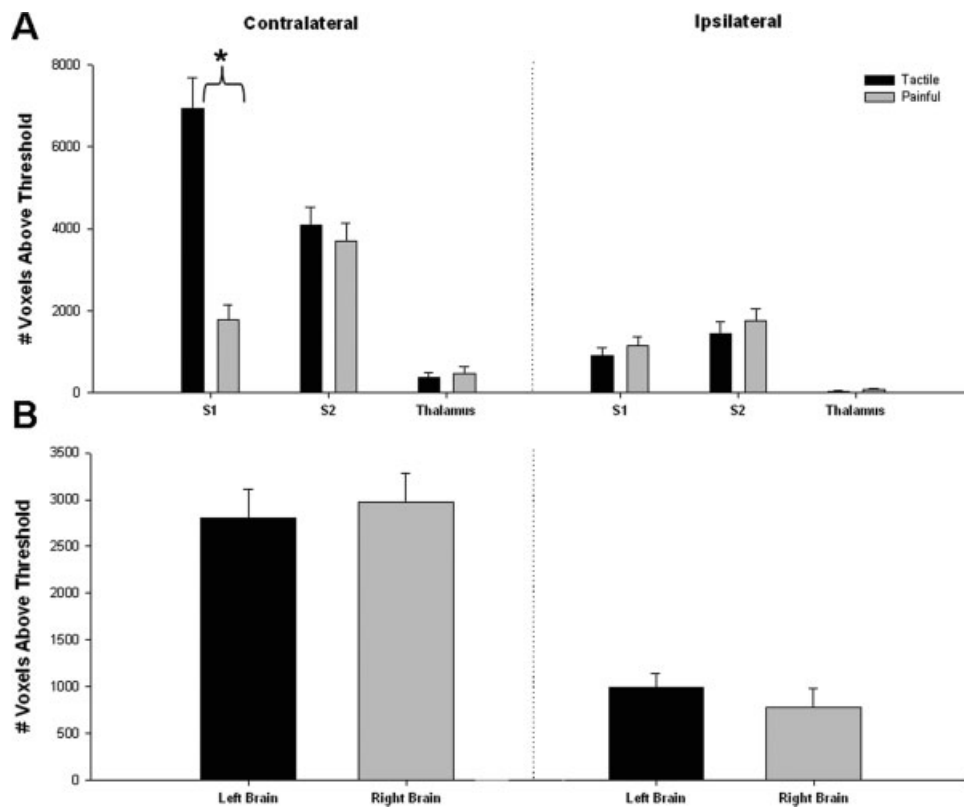 A
Contralateral
Ipsilateral
*
8000
6000
4000
2000
0
# Voxels Above Threshold
Tactile
Painful
S1
S2
Thalamus
S1
S2
Thalamus
B
3500
3000
2500
2000
1500
1000
500
0
# Voxels Above Threshold
Left Brain
Right Brain
Left Brain
Right Brain